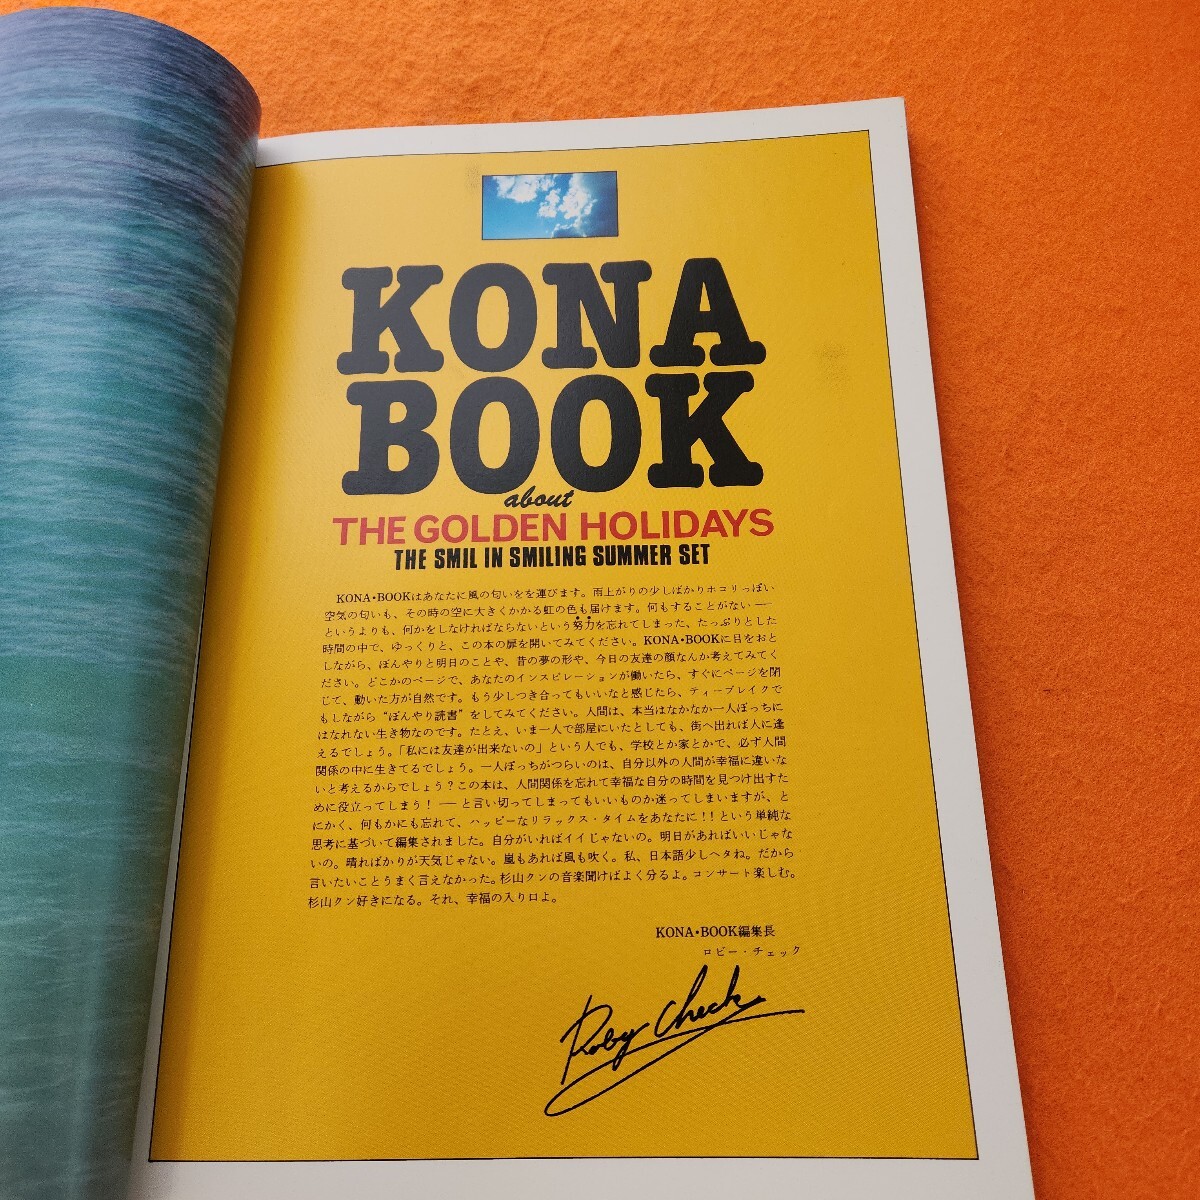 KONA
BOOK
about
THE GOLDEN HOLIDAYS
THE SMIL IN SMILING SUMMER SET
KONA・BOOKはあなたに風の匂いをを運びます。雨上がりの少しばかりホコリっぽい
空気の匂いも、その時の空に大きくかかる虹の色も届けます。何もすることがない──
というよりも、何かをしなければならないという努力を忘れてしまった、たっぷりとした
時間の中で、ゆっくりと、この本の扉を開いてみてください。KONA・BOOKに目をおと
しながら、ぼんやりと明日のことや、昔の夢の形や、今日の友達の顔なんか考えてみてく
ださい。どこかのページで、あなたのインスピレーションが働いたら、すぐにページを閉
じて、動いた方が自然です。もう少しつき合ってもいいなと感じたら、ティーブレイクで
もしながら“ぼんやり読書”をしてみてください。人間は、本当はなかなか一人ぼっちに
はなれない生き物なのです。たとえ、いま一人で部屋にいたとしても、街へ出れば人に逢
えるでしょう。「私には友達が出来ないの」という人でも、学校とか家とかで、必ず人間
関係の中に生きてるでしょう。一人ぼっちがつらいのは、自分以外の人間が幸福に違いな
いと考えるからでしょう？この本は、人間関係を忘れて幸福な自分の時間を見つけ出すた
めに役立ってしまう！──と言い切ってしまってもいいものか迷ってしまいますが、と
にかく、何もかにも忘れて、ハッピーなリラックス・タイムをあなたに!!という単純な
思考に基づいて編集されました。自分がいればイイじゃないの。明日があればいいじゃな
いの。晴ればかりが天気じゃない。嵐もあれば風も吹く。私、日本語少しヘタね。だから
言いたいことうまく言えなかった。杉山クンの音楽聞けばよく分るよ。コンサート楽しむ。
杉山クン好きになる。それ、幸福の入り口よ。
KONA・BOOK編集長
ロビー・チェック
Roby Check